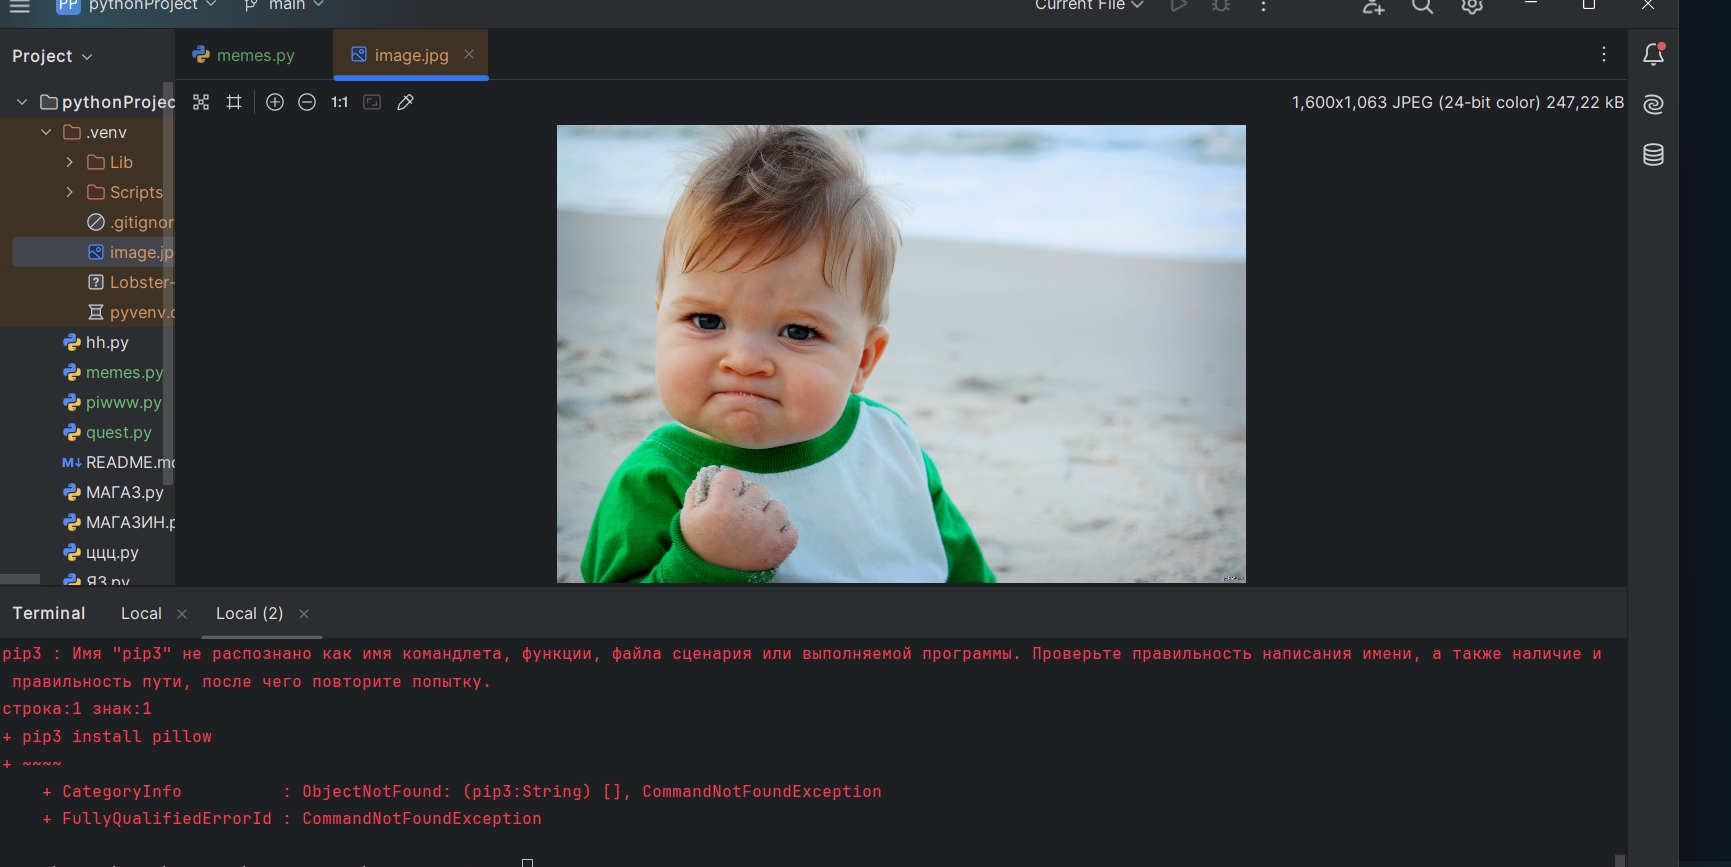 PP pythonProject main Current File
Project memes.py image.jpg
pythonProjec 1:1 1,600x1,063 JPEG (24-bit color) 247,22 kB
.venv
Lib
Scripts
.gitignor
image.jp
Lobster-
pyvenv.c
hh.py
memes.py
piwww.py
quest.py
M↓ README.md
МАГАЗ.py
МАГАЗИН.p
ццц.py
ЯЗ.py
Terminal Local Local (2)
pip3 : Имя "pip3" не распознано как имя командлета, функции, файла сценария или выполняемой программы. Проверьте правильность написания имени, а также наличие и
правильность пути, после чего повторите попытку.
строка:1 знак:1
+ pip3 install pillow
+ ~~~~
+ CategoryInfo : ObjectNotFound: (pip3:String) [], CommandNotFoundException
+ FullyQualifiedErrorId : CommandNotFoundException